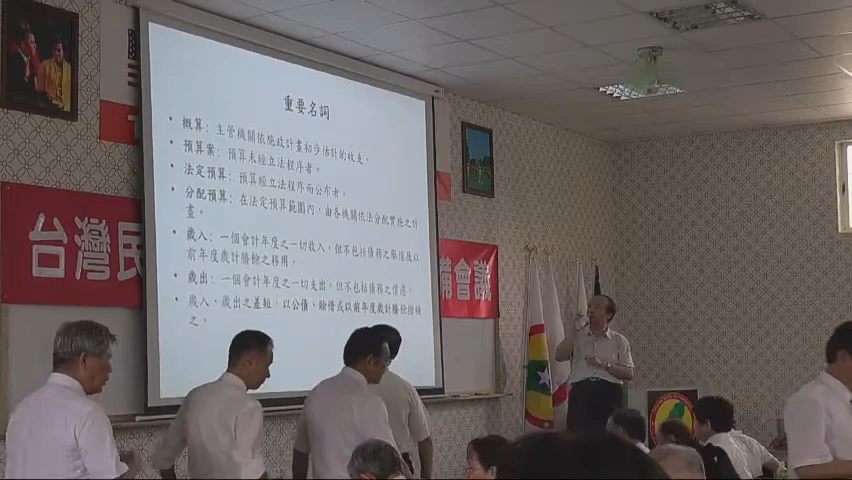 重要名詞
• 概算：主管機關依施政計畫初步估計的收支。
• 預算案：預算未經立法程序者。
• 法定預算：預算經立法程序而公布者。
• 分配預算：在法定預算範圍內，由各機關依法分配實施之計
畫。
• 歲入：一個會計年度之一切收入。但不包括債務之舉借及以
前年度歲計賸餘之移用。
• 歲出：一個會計年度之一切支出。但不包括債務之償還。
• 歲入、歲出之差短，以公債、賒借或以前年度歲計賸餘撥補
之。
台灣民
備會議